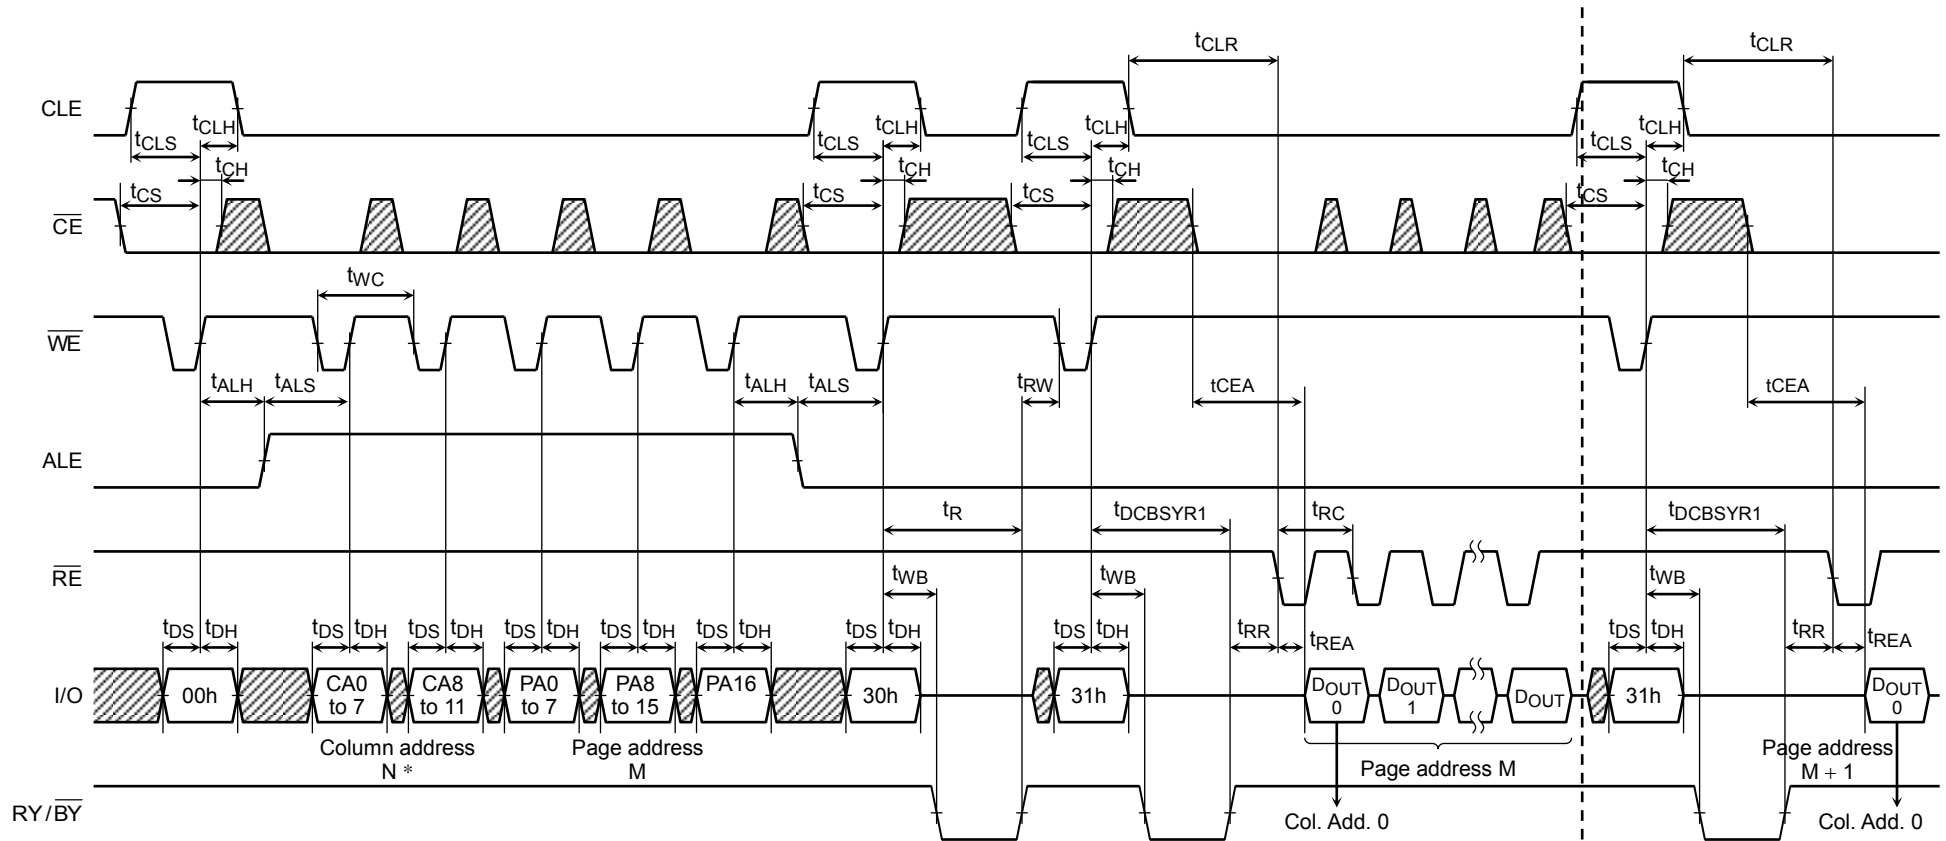 tCLR tCLR
CLE
tCLS tCLH tCLS tCLH tCLS tCLH tCLS tCLH
tCS tCH tCS tCH tCS tCH tCS tCH
CE
tWC
WE
tALH tALS tALH tALS tRW tCEA tCEA
ALE
tR tDCBSYR1 tRC tDCBSYR1
RE
tWB tWB tWB
tDS tDH tDS tDH tDS tDH tDS tDH tDS tDH tDS tDH tDS tDH tDS tDH tRR tREA tDS tDH tRR tREA
I/O
00h
CA0
to 7
CA8
to 11
PA0
to 7
PA8
to 15
PA16
30h
31h
DOUT
0
DOUT
1
DOUT
31h
DOUT
0
Column address
N *
Page address
M
Page address M
Page address
M + 1
RY/BY
Col. Add. 0
Col. Add. 0